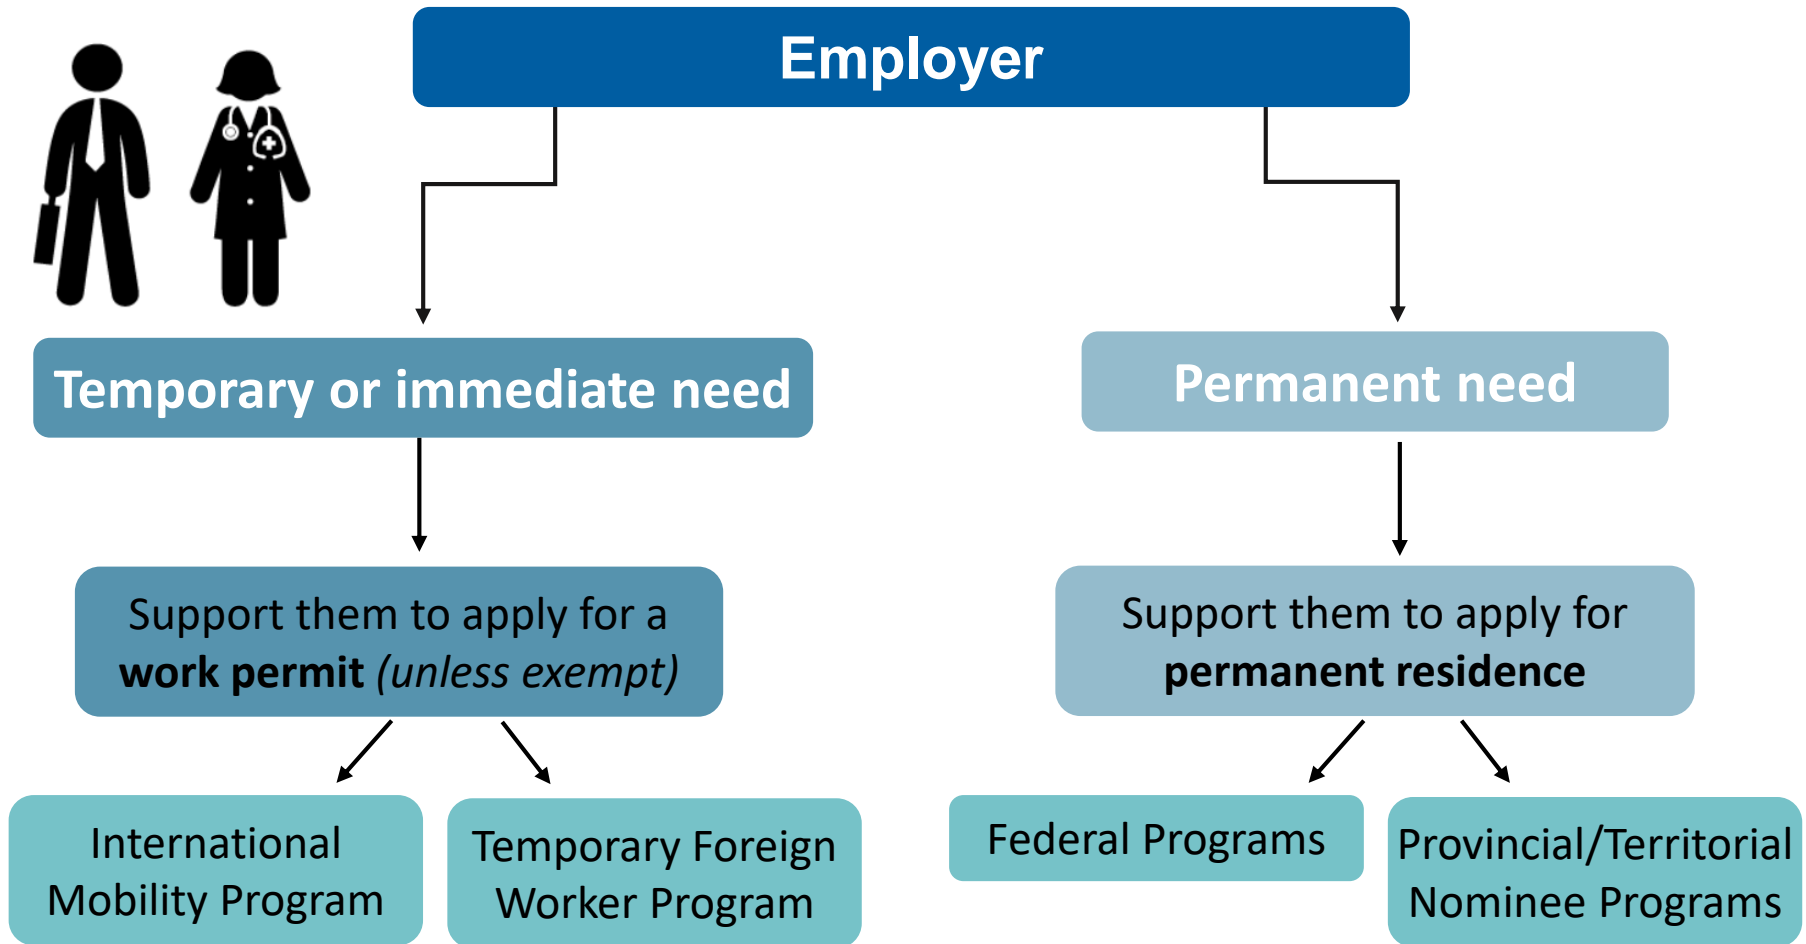 Employer
Temporary or immediate need
Permanent need
Support them to apply for a
work permit (unless exempt)
Support them to apply for
permanent residence
International
Mobility Program
Temporary Foreign
Worker Program
Federal Programs
Provincial/Territorial
Nominee Programs